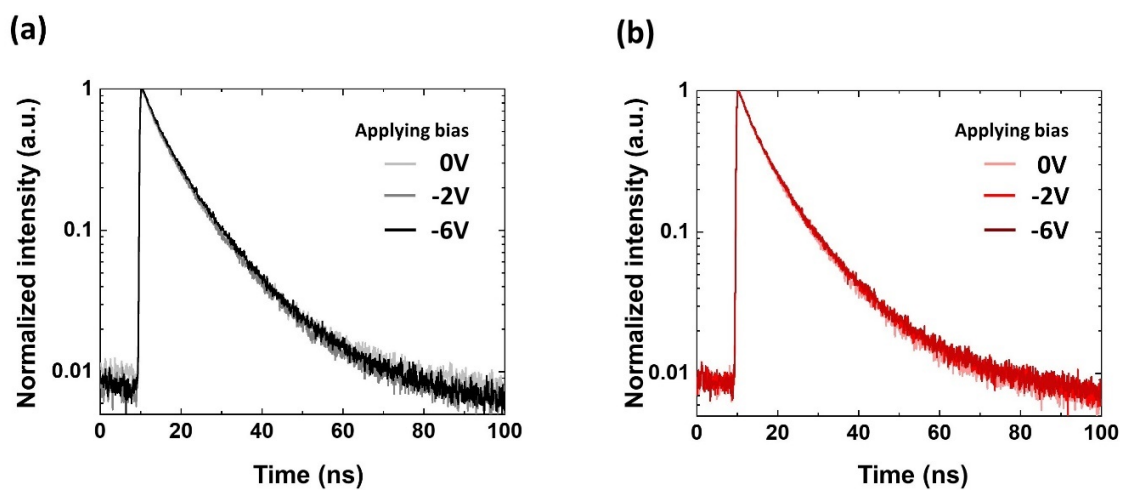 (a)
Normalized intensity (a.u.)
1
0.1
0.01
Applying bias
0V
-2V
-6V
0 20 40 60 80 100
Time (ns)
(b)
Normalized intensity (a.u.)
1
0.1
0.01
Applying bias
0V
-2V
-6V
0 20 40 60 80 100
Time (ns)